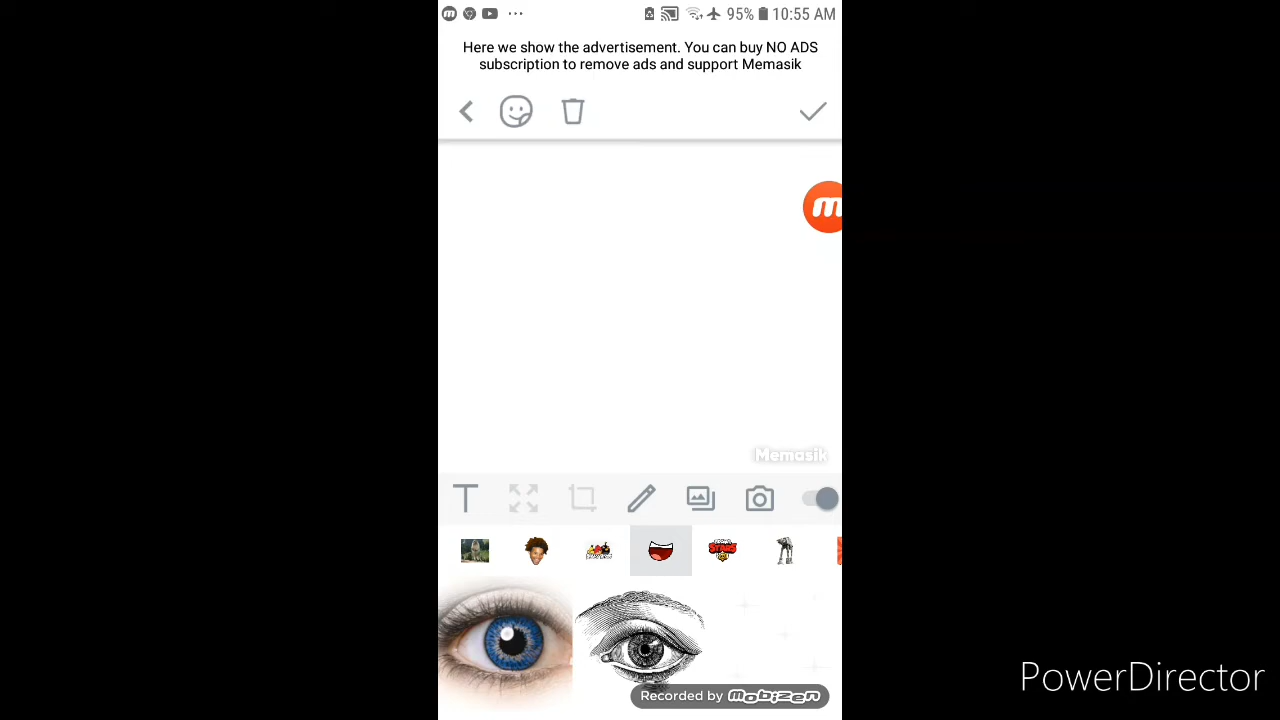 95% 10:55 AM
Here we show the advertisement. You can buy NO ADS
subscription to remove ads and support Memasik
m
Memasik
T
STARS
Recorded by mobizen
PowerDirector